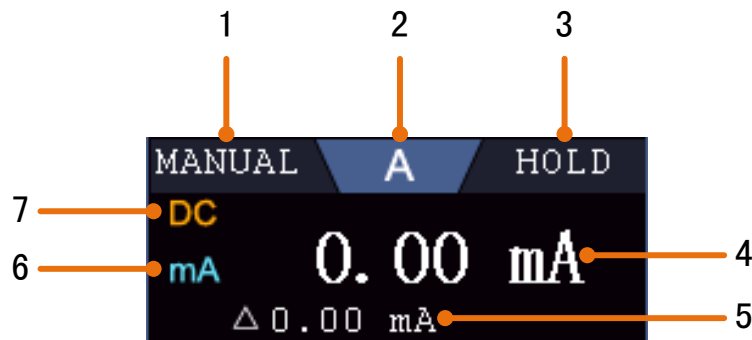 1 2 3
MANUAL A HOLD
7 DC
6 mA 0.00 mA 4
△0.00 mA 5